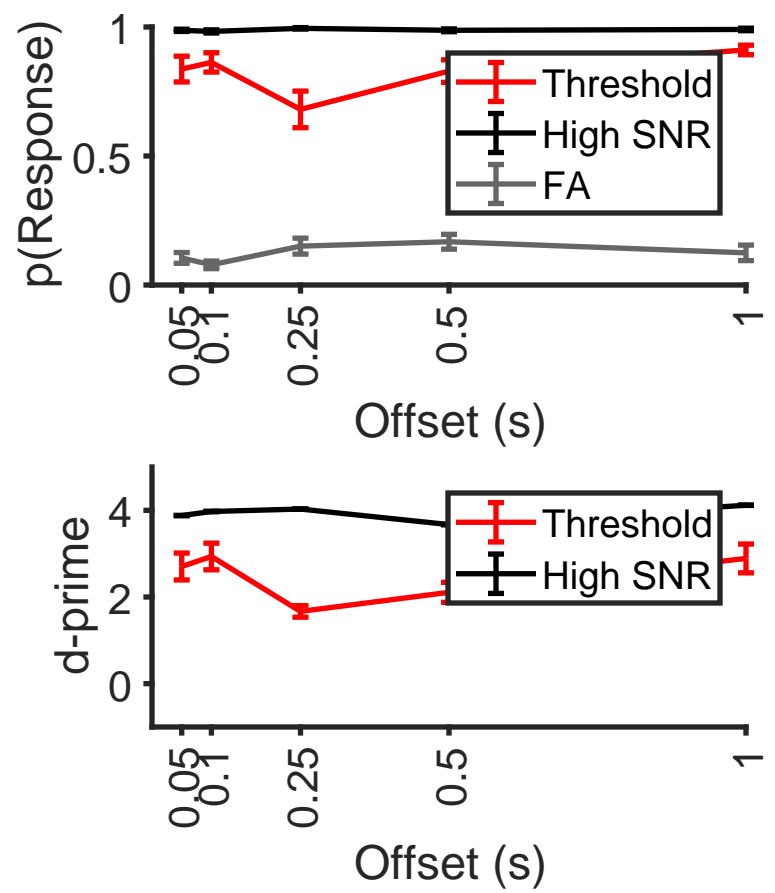 1
0.5
0
p(Response)
Threshold
High SNR
FA
0.05
0.1
0.25
0.5
1
Offset (s)
4
2
0
d-prime
Threshold
High SNR
0.05
0.1
0.25
0.5
1
Offset (s)